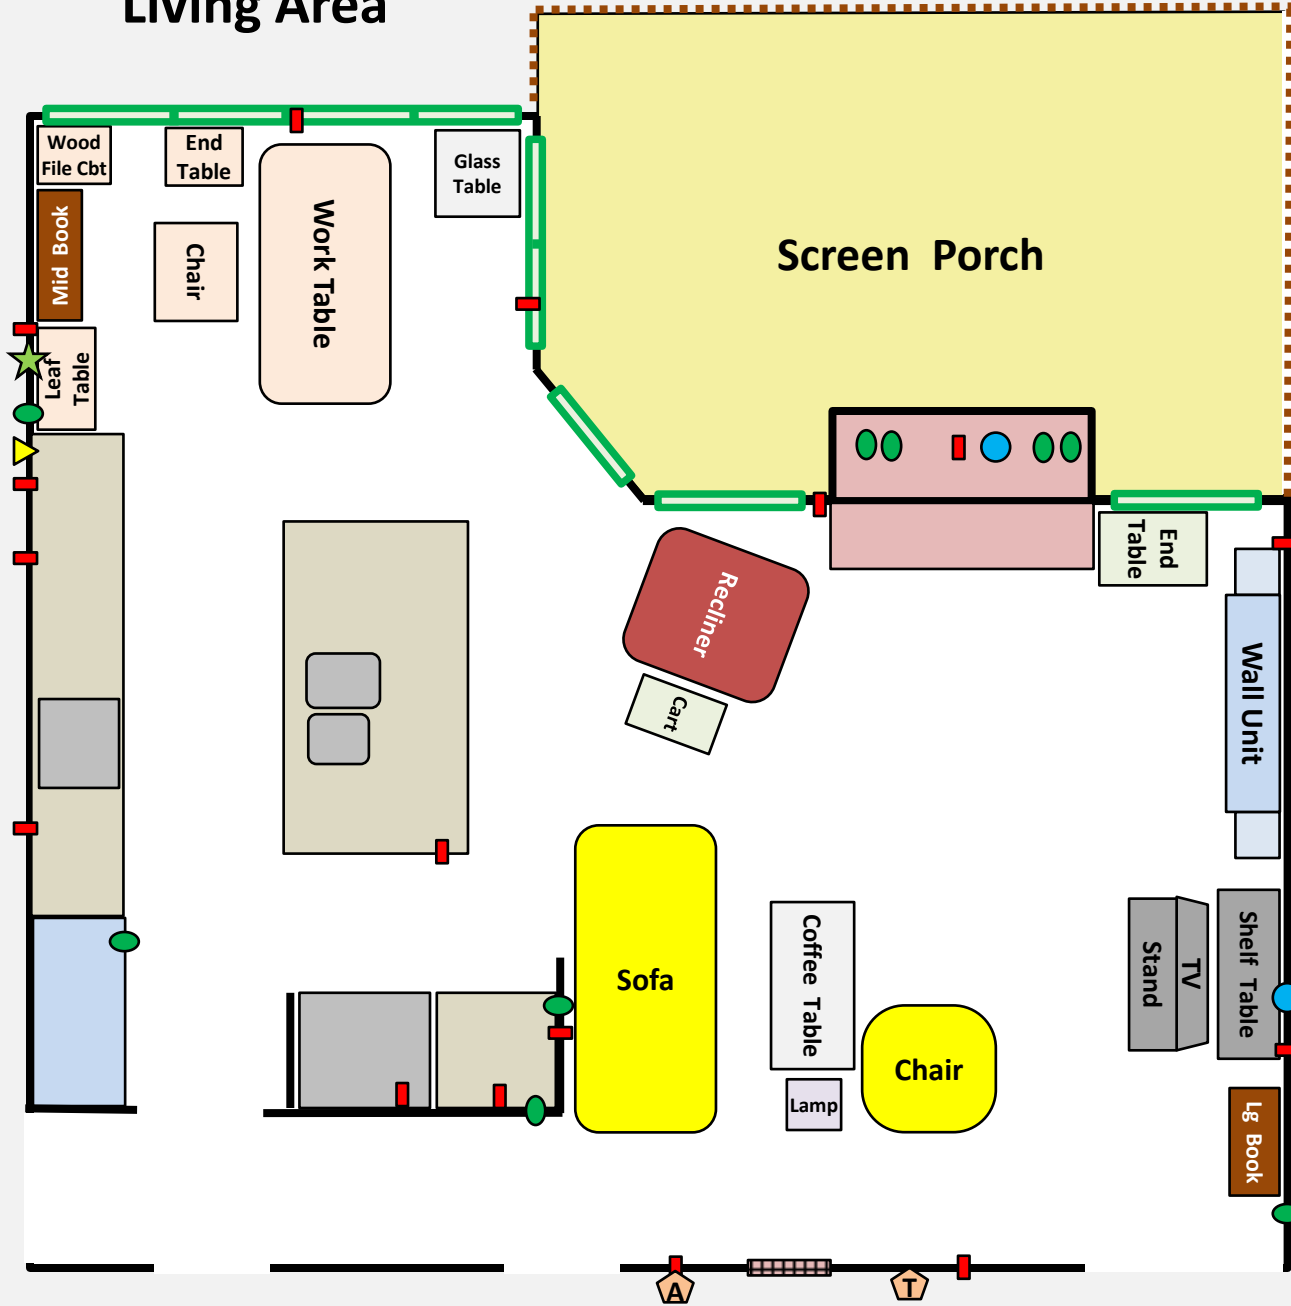 Living Area
Wood
File Cbt
End
Table
Glass
Table
Mid Book
Chair
Work Table
Screen Porch
Leaf
Table
End
Table
Recliner
Cart
Wall Unit
Sofa
Coffee Table
TV
Stand
Shelf Table
Chair
Lamp
Lg Book
A
T